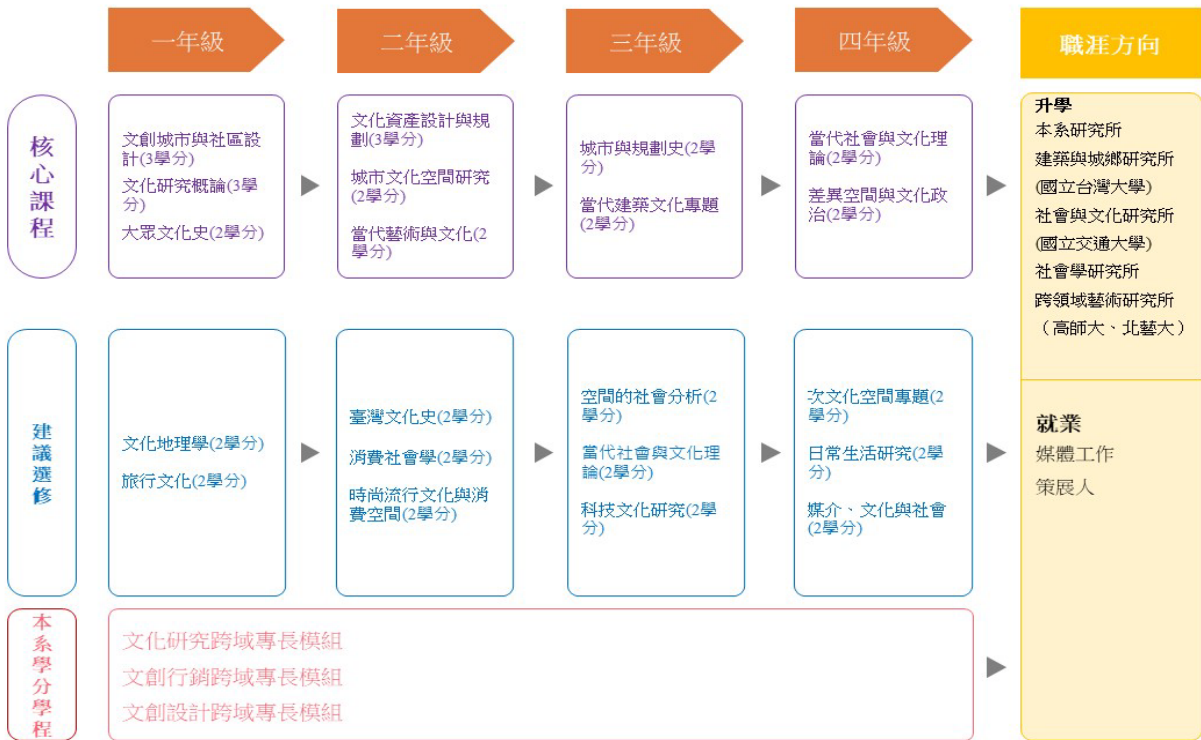 一年級
二年級
三年級
四年級
職涯方向
核
心
課
程
文創城市與社區設
計(3學分)
文化研究概論(3學
分)
大眾文化史(2學分)
文化資產設計與規
劃(3學分)
城市文化空間研究
(2學分)
當代藝術與文化(2
學分)
城市與規劃史(2學
分)
當代建築文化專題
(2學分)
當代社會與文化理
論(2學分)
差異空間與文化政
治(2學分)
升學
本系研究所
建築與城鄉研究所
(國立台灣大學)
社會與文化研究所
(國立交通大學)
社會學研究所
跨領域藝術研究所
（高師大、北藝大）
建
議
選
修
文化地理學(2學分)
旅行文化(2學分)
臺灣文化史(2學分)
消費社會學(2學分)
時尚流行文化與消
費空間(2學分)
空間的社會分析(2
學分)
當代社會與文化理
論(2學分)
科技文化研究(2學
分)
次文化空間專題(2
學分)
日常生活研究(2學
分)
媒介、文化與社會
(2學分)
就業
媒體工作
策展人
本
系
學
分
學
程
文化研究跨域專長模組
文創行銷跨域專長模組
文創設計跨域專長模組